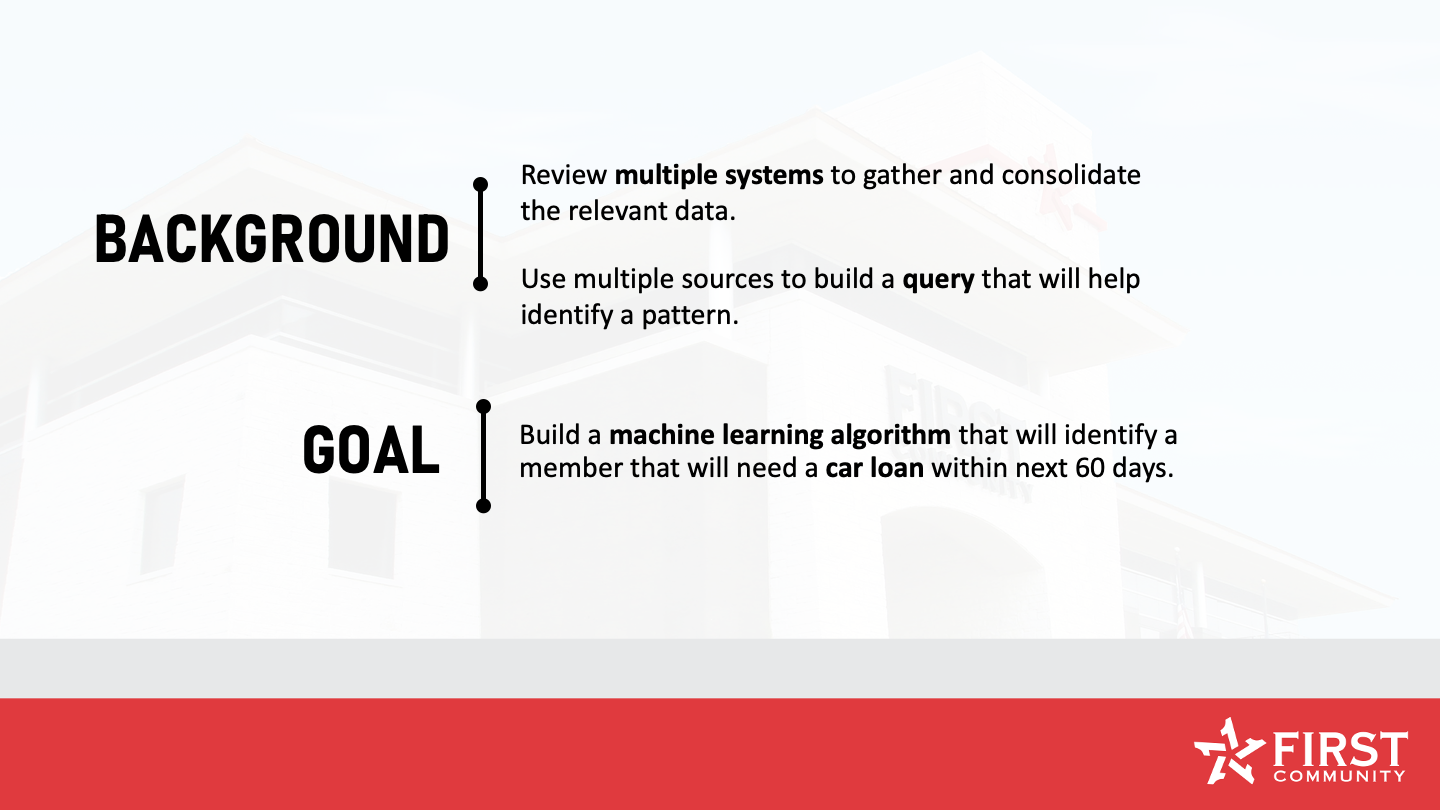 BACKGROUND
Review multiple systems to gather and consolidate
the relevant data.
Use multiple sources to build a query that will help
identify a pattern.
GOAL
Build a machine learning algorithm that will identify a
member that will need a car loan within next 60 days.
FIRST
COMMUNITY